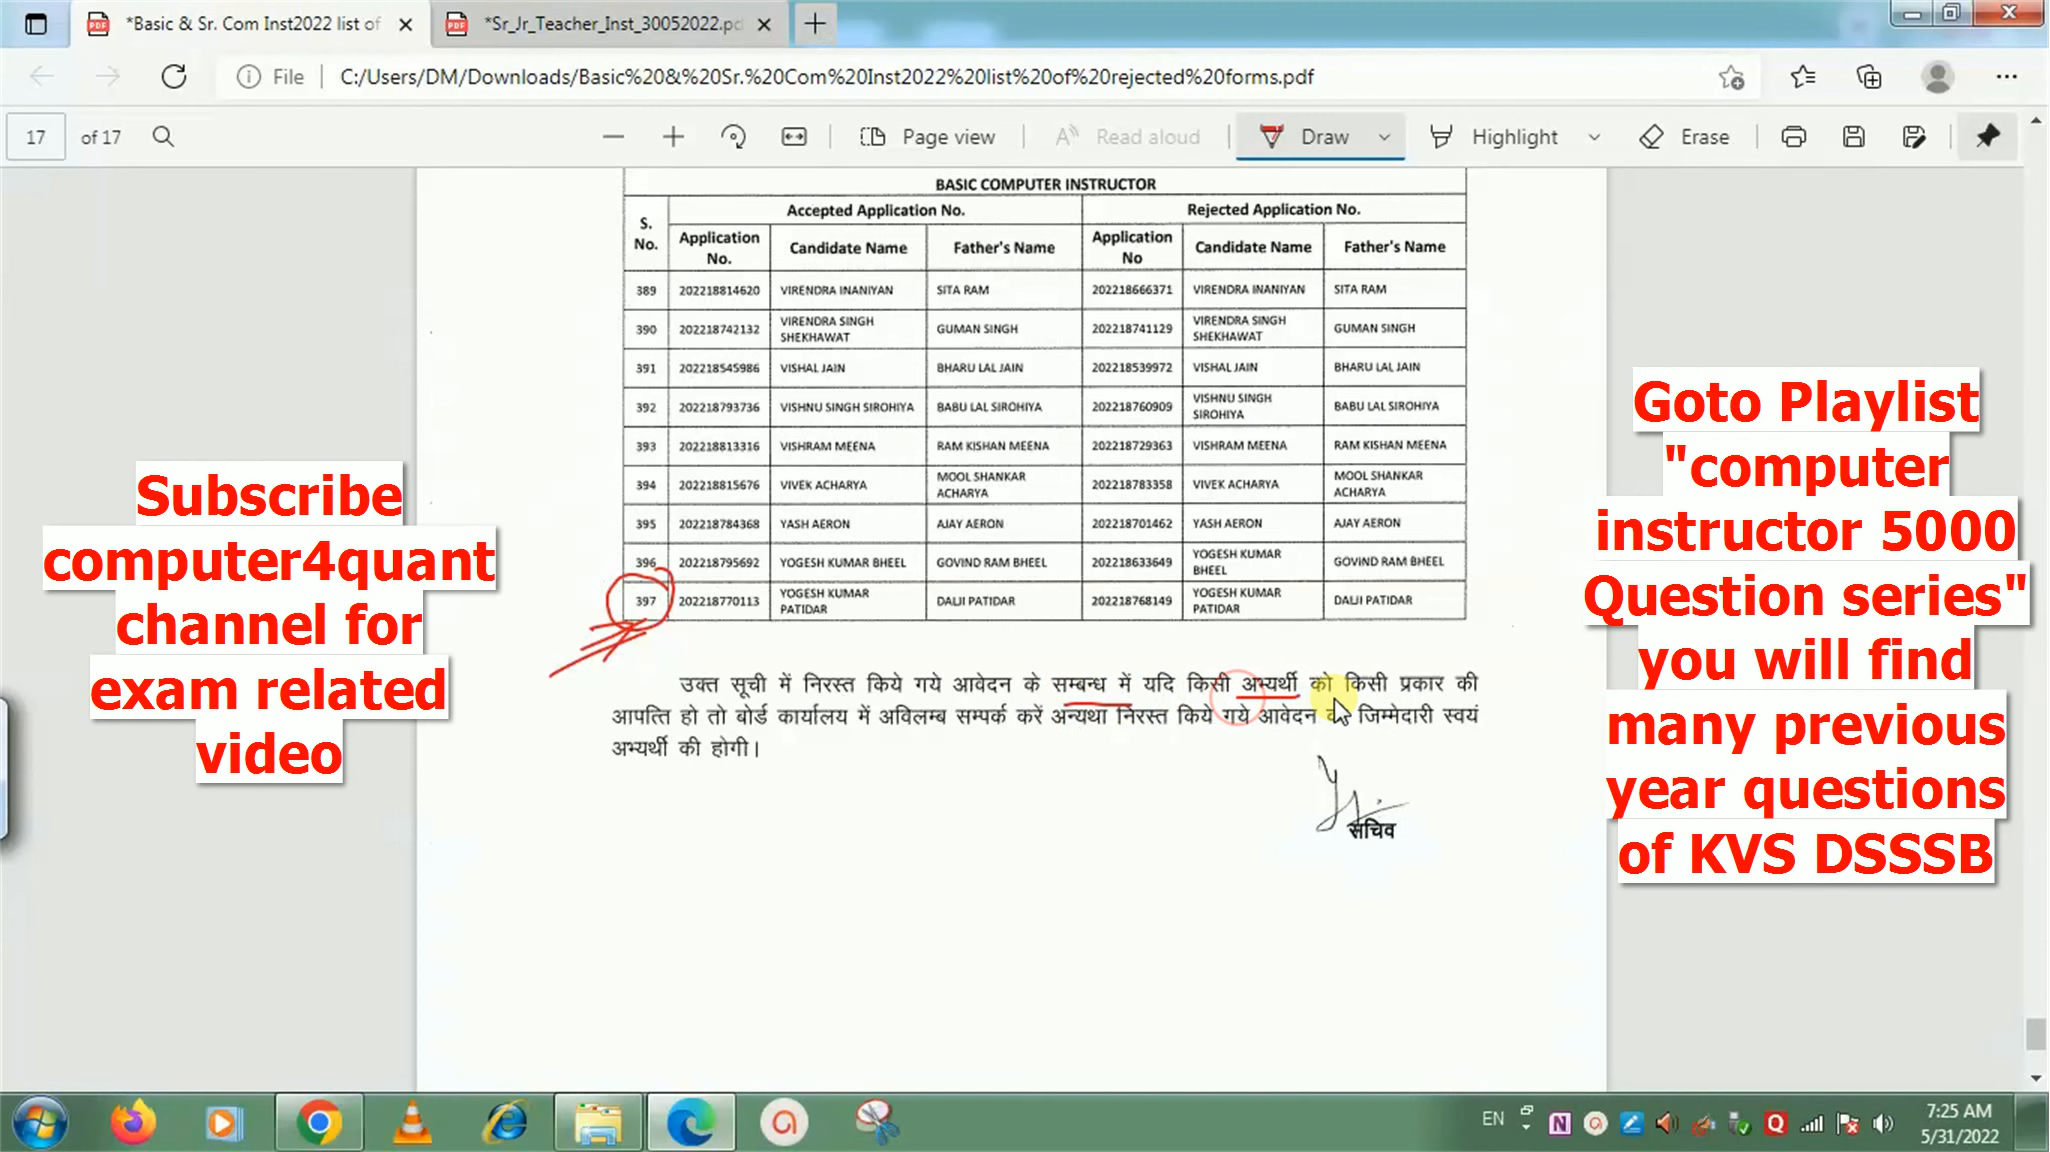 *Basic & Sr. Com Inst2022 list of
*Sr_Jr_Teacher_Inst_30052022.pd
File
C:/Users/DM/Downloads/Basic%20&%20Sr.%20Com%20Inst2022%20list%20of%20rejected%20forms.pdf
17 of 17
Page view
Read aloud
Draw
Highlight
Erase
BASIC COMPUTER INSTRUCTOR
S. No. Accepted Application No. Rejected Application No.
Application No. Candidate Name Father's Name Application No Candidate Name Father's Name
389 202218814620 VIRENDRA INANIYAN SITA RAM 202218666371 VIRENDRA INANIYAN SITA RAM
390 202218742132 VIRENDRA SINGH SHEKHAWAT GUMAN SINGH 202218741129 VIRENDRA SINGH SHEKHAWAT GUMAN SINGH
391 202218545986 VISHAL JAIN BHARU LAL JAIN 202218539972 VISHAL JAIN BHARU LAL JAIN
392 202218793736 VISHNU SINGH SIROHIYA BABU LAL SIROHIYA 202218760909 VISHNU SINGH SIROHIYA BABU LAL SIROHIYA
393 202218813316 VISHRAM MEENA RAM KISHAN MEENA 202218729363 VISHRAM MEENA RAM KISHAN MEENA
394 202218815676 VIVEK ACHARYA MOOL SHANKAR ACHARYA 202218783358 VIVEK ACHARYA MOOL SHANKAR ACHARYA
395 202218784368 YASH AERON AJAY AERON 202218701462 YASH AERON AJAY AERON
396 202218795692 YOGESH KUMAR BHEEL GOVIND RAM BHEEL 202218633649 YOGESH KUMAR BHEEL GOVIND RAM BHEEL
397 202218770113 YOGESH KUMAR PATIDAR DALJI PATIDAR 202218768149 YOGESH KUMAR PATIDAR DALJI PATIDAR
उक्त सूची में निरस्त किये गये आवेदन के सम्बन्ध में यदि किसी अभ्यर्थी को किसी प्रकार की
आपत्ति हो तो बोर्ड कार्यालय में अविलम्ब सम्पर्क करें अन्यथा निरस्त किये गये आवेदन जिम्मेदारी स्वयं
अभ्यर्थी की होगी।
सचिव
Subscribe
computer4quant
channel for
exam related
video
Goto Playlist
"computer
instructor 5000
Question series"
you will find
many previous
year questions
of KVS DSSSB
EN
7:25 AM
5/31/2022